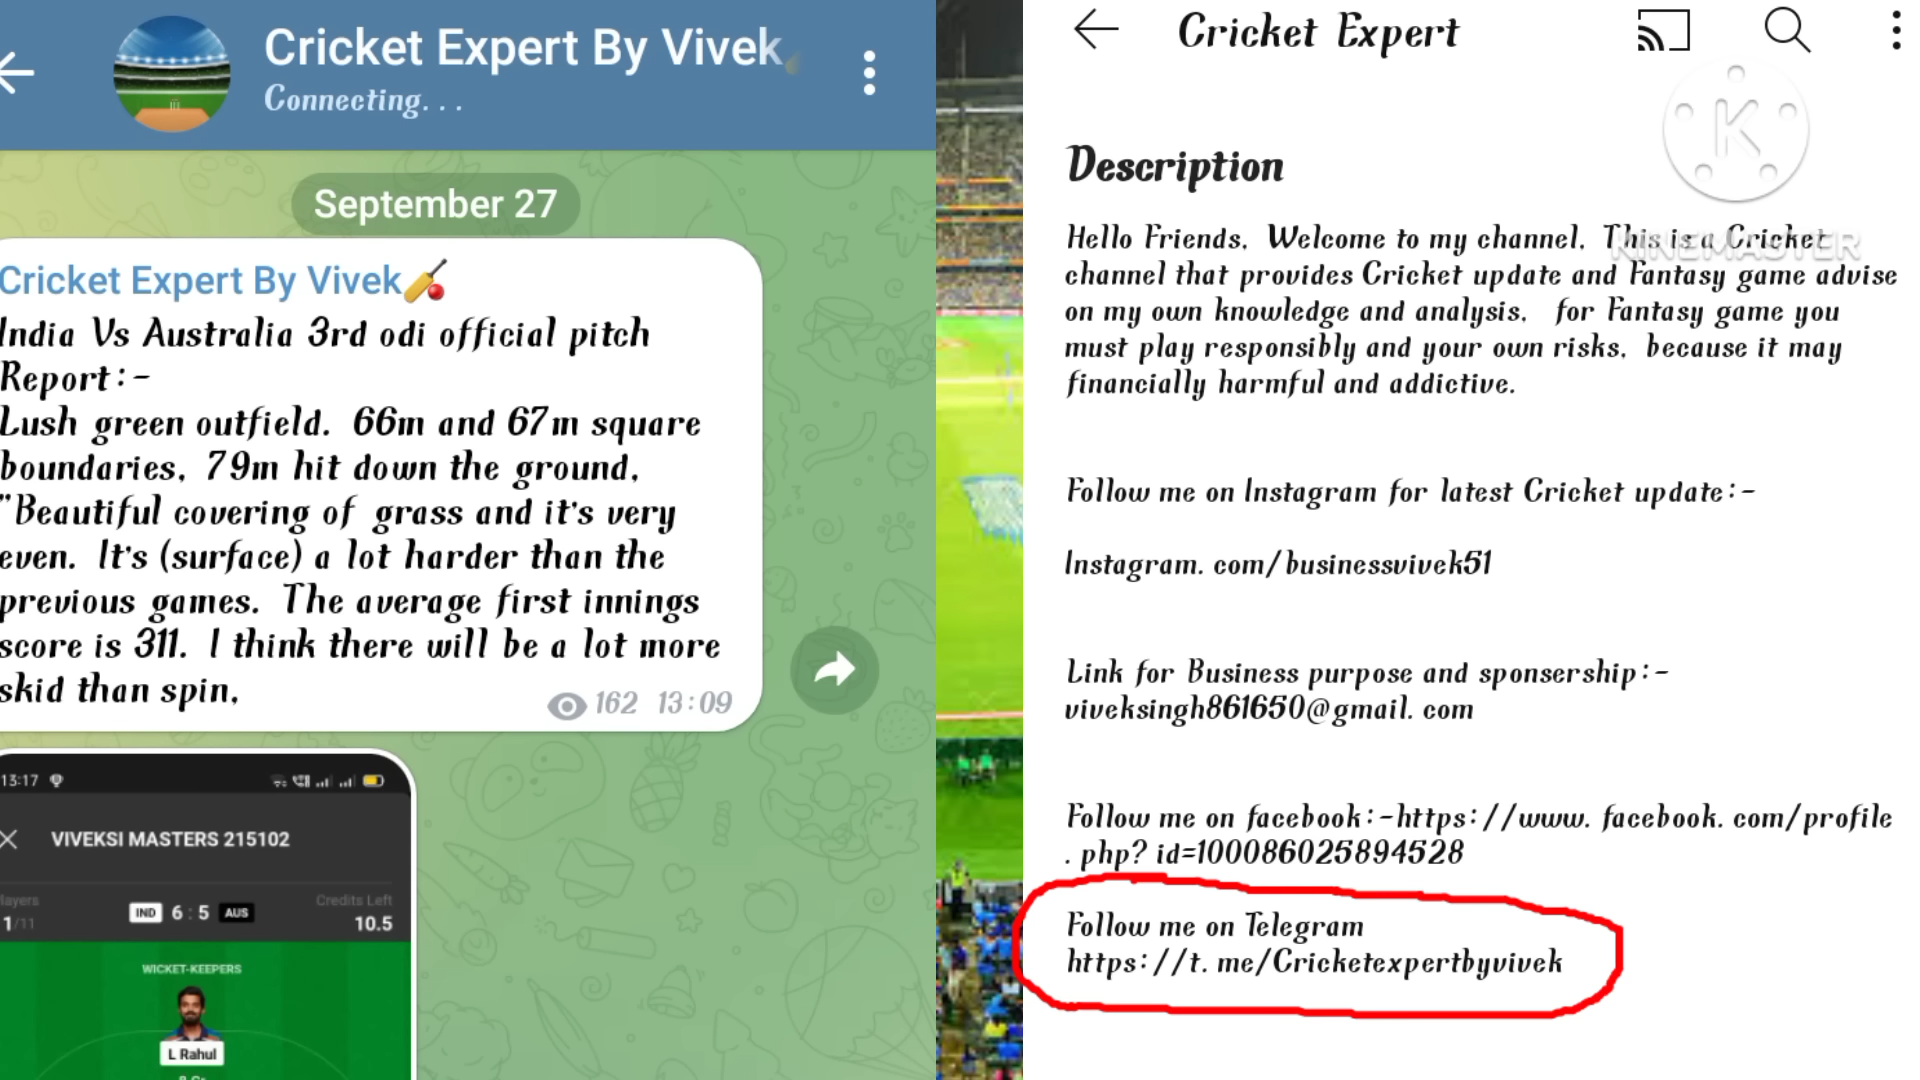 Cricket Expert By Vivek
Connecting...
September 27
Cricket Expert By Vivek
India Vs Australia 3rd odi official pitch
Report:-
Lush green outfield. 66m and 67m square
boundaries, 79m hit down the ground,
"Beautiful covering of grass and it's very
even. It's (surface) a lot harder than the
previous games. The average first innings
score is 311. I think there will be a lot more
skid than spin,
162 13:09
13:17
VIVEKSI MASTERS 215102
Credits Left
IND 6 : 5 AUS
10.5
1/11
WICKET-KEEPERS
L Rahul
Cricket Expert
K
KINEMASTER
Description
Hello Friends, Welcome to my channel, This is a Cricket
channel that provides Cricket update and Fantasy game advise
on my own knowledge and analysis, for Fantasy game you
must play responsibly and your own risks, because it may
financially harmful and addictive.
Follow me on Instagram for latest Cricket update:-
Instagram. com/businessvivek51
Link for Business purpose and sponsership:-
viveksingh861650@gmail. com
Follow me on facebook:-https://www. facebook. com/profile
. php? id=100086025894528
Follow me on Telegram
https://t. me/Cricketexpertbyvivek